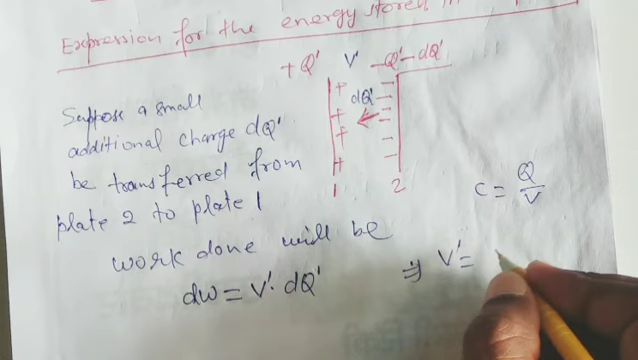 Expression for the energy stored in
+Q' V' -Q'-dQ'
dQ'
1 2
Suppose a small
additional charge dQ'
be transferred from
plate 2 to plate 1
C = Q/V
work done will be
dw = V'. dQ'
⇒ V' =